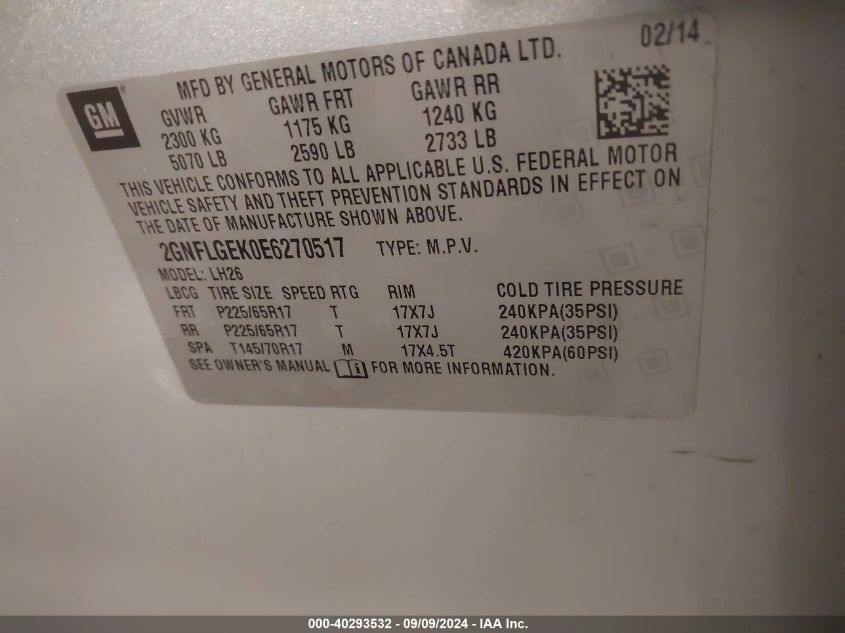 02/14
MFD BY GENERAL MOTORS OF CANADA LTD.
GM
GVWR GAWR FRT GAWR RR
2300 KG 1175 KG 1240 KG
5070 LB 2590 LB 2733 LB
THIS VEHICLE CONFORMS TO ALL APPLICABLE U.S. FEDERAL MOTOR
VEHICLE SAFETY AND THEFT PREVENTION STANDARDS IN EFFECT ON
THE DATE OF MANUFACTURE SHOWN ABOVE.
2GNFLGEK0E6270517 TYPE: M.P.V.
MODEL: LH26
LBCG TIRE SIZE SPEED RTG RIM COLD TIRE PRESSURE
FRT P225/65R17 T 17X7J 240KPA(35PSI)
RR P225/65R17 T 17X7J 240KPA(35PSI)
SPA T145/70R17 M 17X4.5T 420KPA(60PSI)
SEE OWNER'S MANUAL FOR MORE INFORMATION.
000-40293532 - 09/09/2024 - IAA Inc.